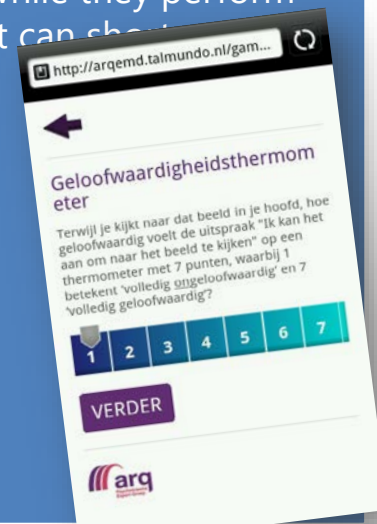 while they perform
t can
http://arqemd.talmundo.nl/gam...
Geloofwaardigheidsthermom
eter
Terwijl je kijkt naar dat beeld in je hoofd, hoe
geloofwaardig voelt de uitspraak "Ik kan het
aan om naar het beeld te kijken" op een
thermometer met 7 punten, waarbij 1
betekent 'volledig ongeloofwaardig' en 7
'volledig geloofwaardig'?
1 2 3 4 5 6 7
VERDER
arq